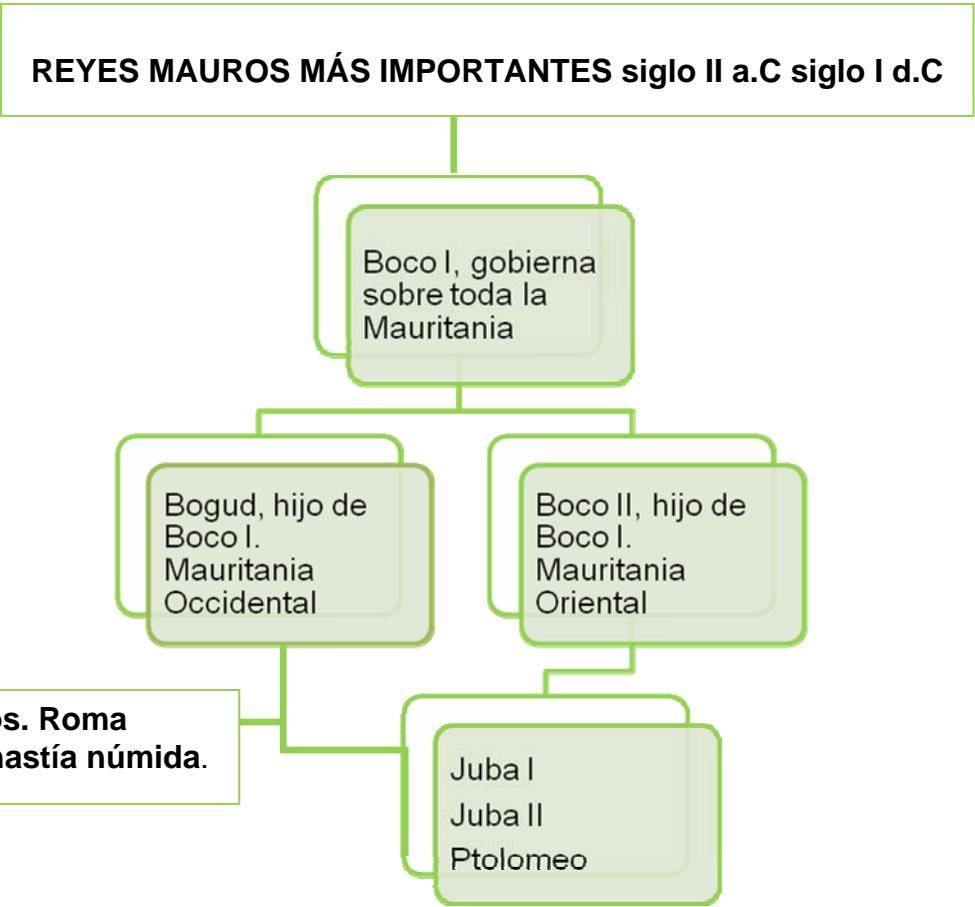 REYES MAUROS MÁS IMPORTANTES siglo II a.C siglo I d.C
Boco I, gobierna
sobre toda la
Mauritania
Bogud, hijo de
Boco I.
Mauritania
Occidental
Boco II, hijo de
Boco I.
Mauritania
Oriental
Roma
númida.
Juba I
Juba II
Ptolomeo